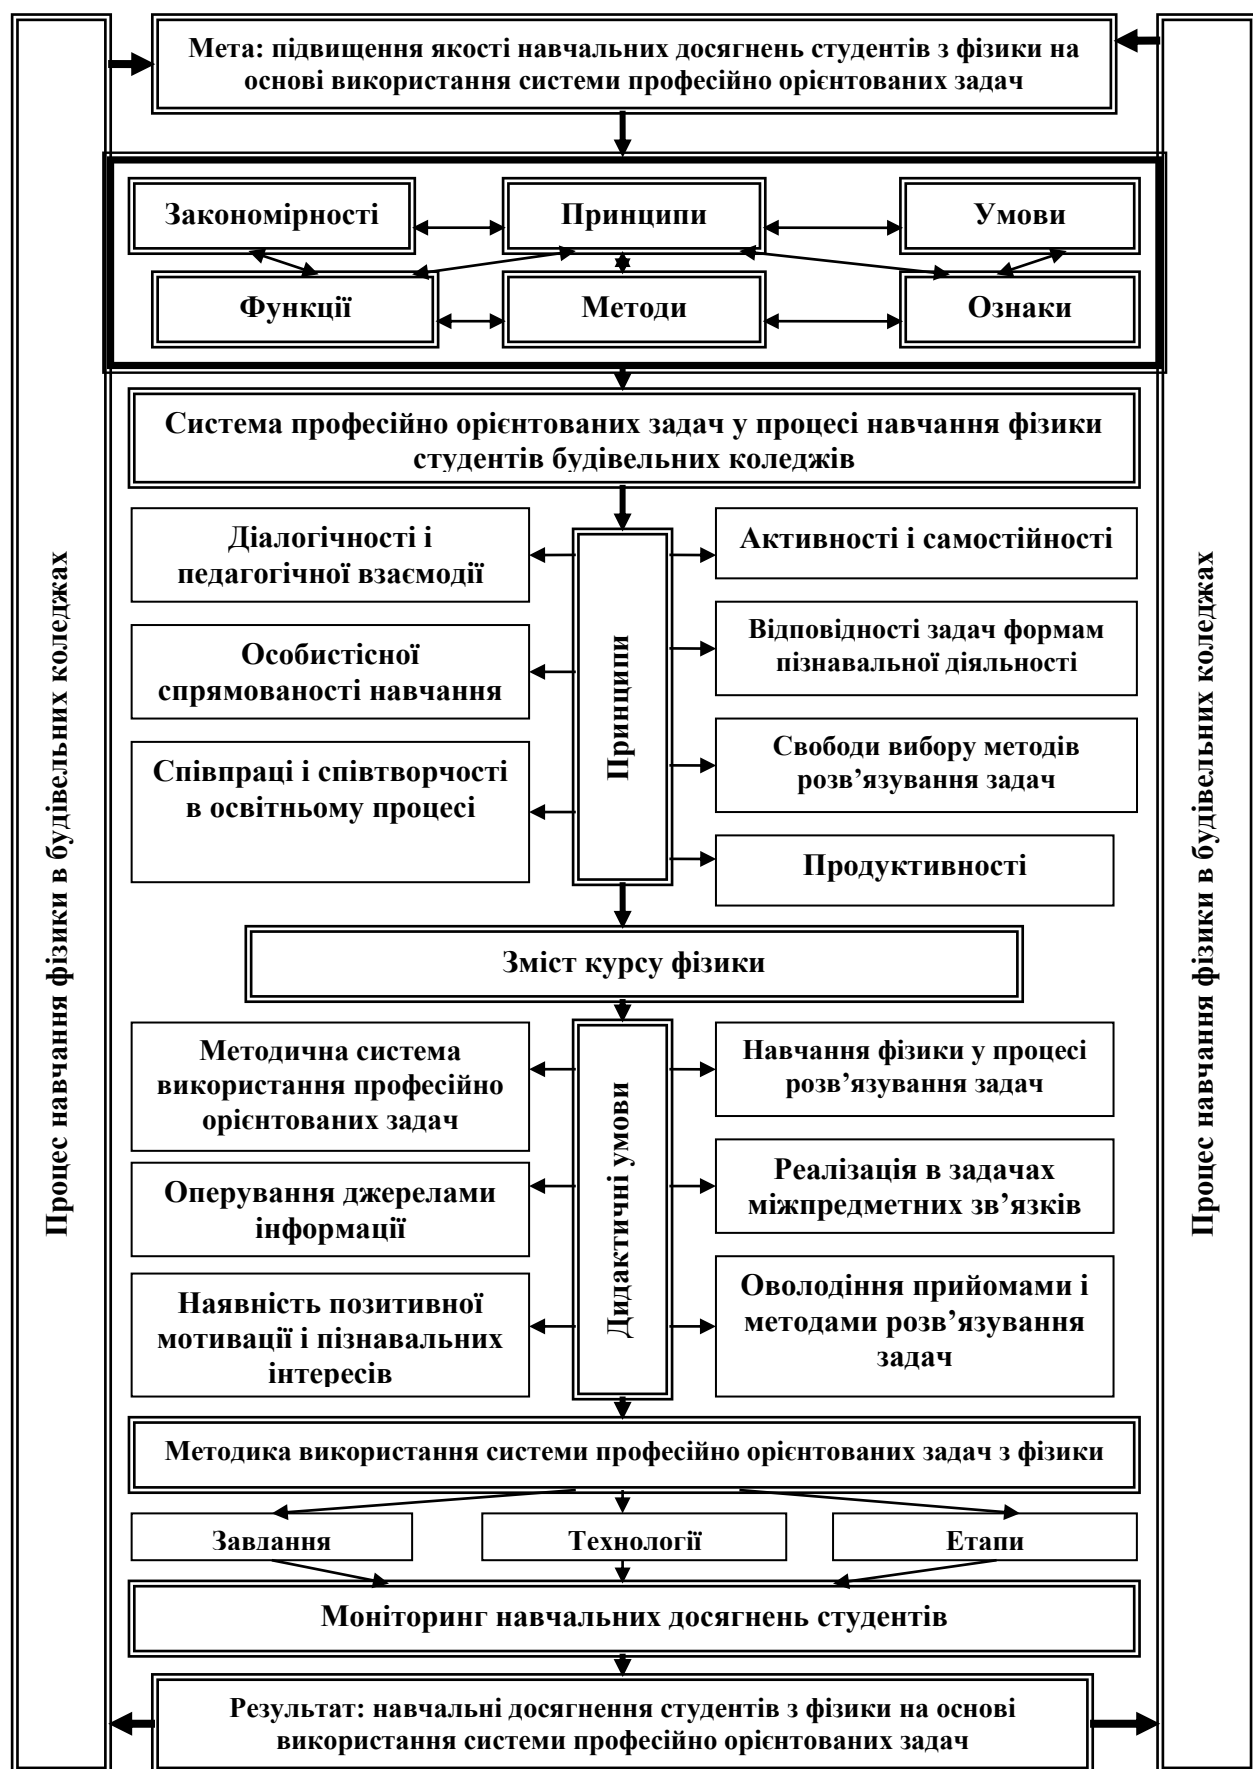 Мета: підвищення якості навчальних досягнень студентів з фізики на
основі використання системи професійно орієнтованих задач
Закономірності
Принципи
Умови
Функції
Методи
Ознаки
Система професійно орієнтованих задач у процесі навчання фізики
студентів будівельних коледжів
Діалогічності і
педагогічної взаємодії
Особистісної
спрямованості навчання
Співпраці і співтворчості
в освітньому процесі
Принципи
Активності і самостійності
Відповідності задач формам
пізнавальної діяльності
Свободи вибору методів
розв’язування задач
Продуктивності
Зміст курсу фізики
Методична система
використання професійно
орієнтованих задач
Оперування джерелами
інформації
Наявність позитивної
мотивації і пізнавальних
інтересів
Дидактичні умови
Навчання фізики у процесі
розв’язування задач
Реалізація в задачах
міжпредметних зв’язків
Оволодіння прийомами і
методами розв’язування
задач
Методика використання системи професійно орієнтованих задач з фізики
Завдання
Технології
Етапи
Моніторинг навчальних досягнень студентів
Результат: навчальні досягнення студентів з фізики на основі
використання системи професійно орієнтованих задач
Процес навчання фізики в будівельних коледжах
Процес навчання фізики в будівельних коледжах